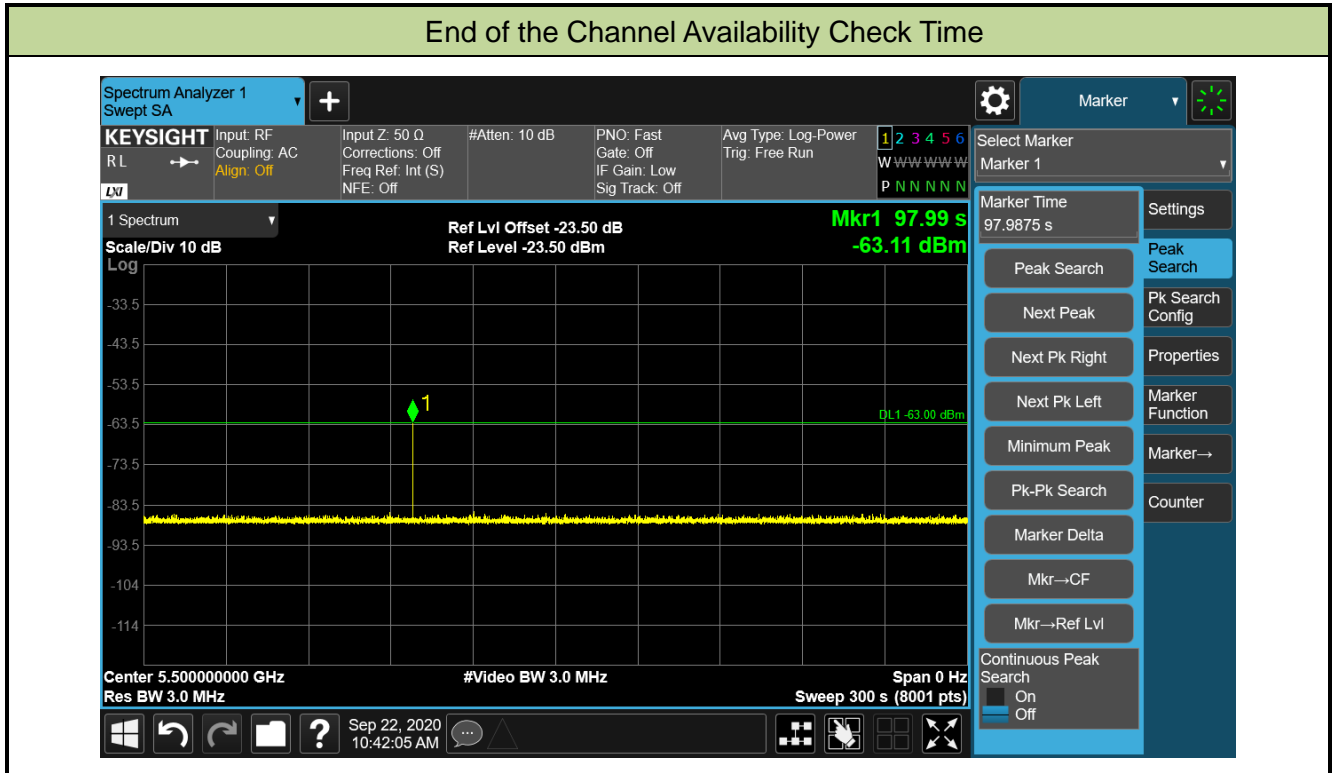 End of the Channel Availability Check Time
Spectrum Analyzer 1
Swept SA
Marker
KEYSIGHT
R L
LXI
Input: RF
Coupling: AC
Align: Off
Input Z: 50 Ω
Corrections: Off
Freq Ref: Int (S)
NFE: Off
#Atten: 10 dB
PNO: Fast
Gate: Off
IF Gain: Low
Sig Track: Off
Avg Type: Log-Power
Trig: Free Run
1 2 3 4 5 6
W W W W W W
P N N N N N
Select Marker
Marker 1
1 Spectrum
Scale/Div 10 dB
Log
Ref Lvl Offset -23.50 dB
Ref Level -23.50 dBm
Mkr1 97.99 s
-63.11 dBm
-33.5
-43.5
-53.5
-63.5
-73.5
-83.5
-93.5
-104
-114
1
DL1 -63.00 dBm
Center 5.500000000 GHz
Res BW 3.0 MHz
#Video BW 3.0 MHz
Span 0 Hz
Sweep 300 s (8001 pts)
Marker Time
97.9875 s
Peak Search
Next Peak
Next Pk Right
Next Pk Left
Minimum Peak
Pk-Pk Search
Marker Delta
Mkr→CF
Mkr→Ref Lvl
Continuous Peak
Search
On
Off
Settings
Peak
Search
Pk Search
Config
Properties
Marker
Function
Marker→
Counter
?
Sep 22, 2020
10:42:05 AM